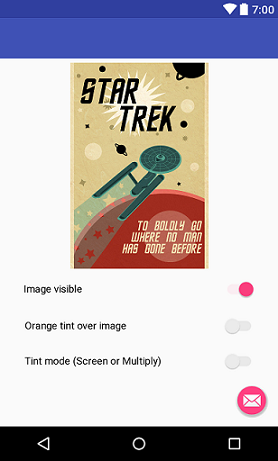 7:00
STAR
TREK
TO BOLDLY GO
WHERE NO MAN
HAS GONE BEFORE
Image visible
Orange tint over image
Tint mode (Screen or Multiply)